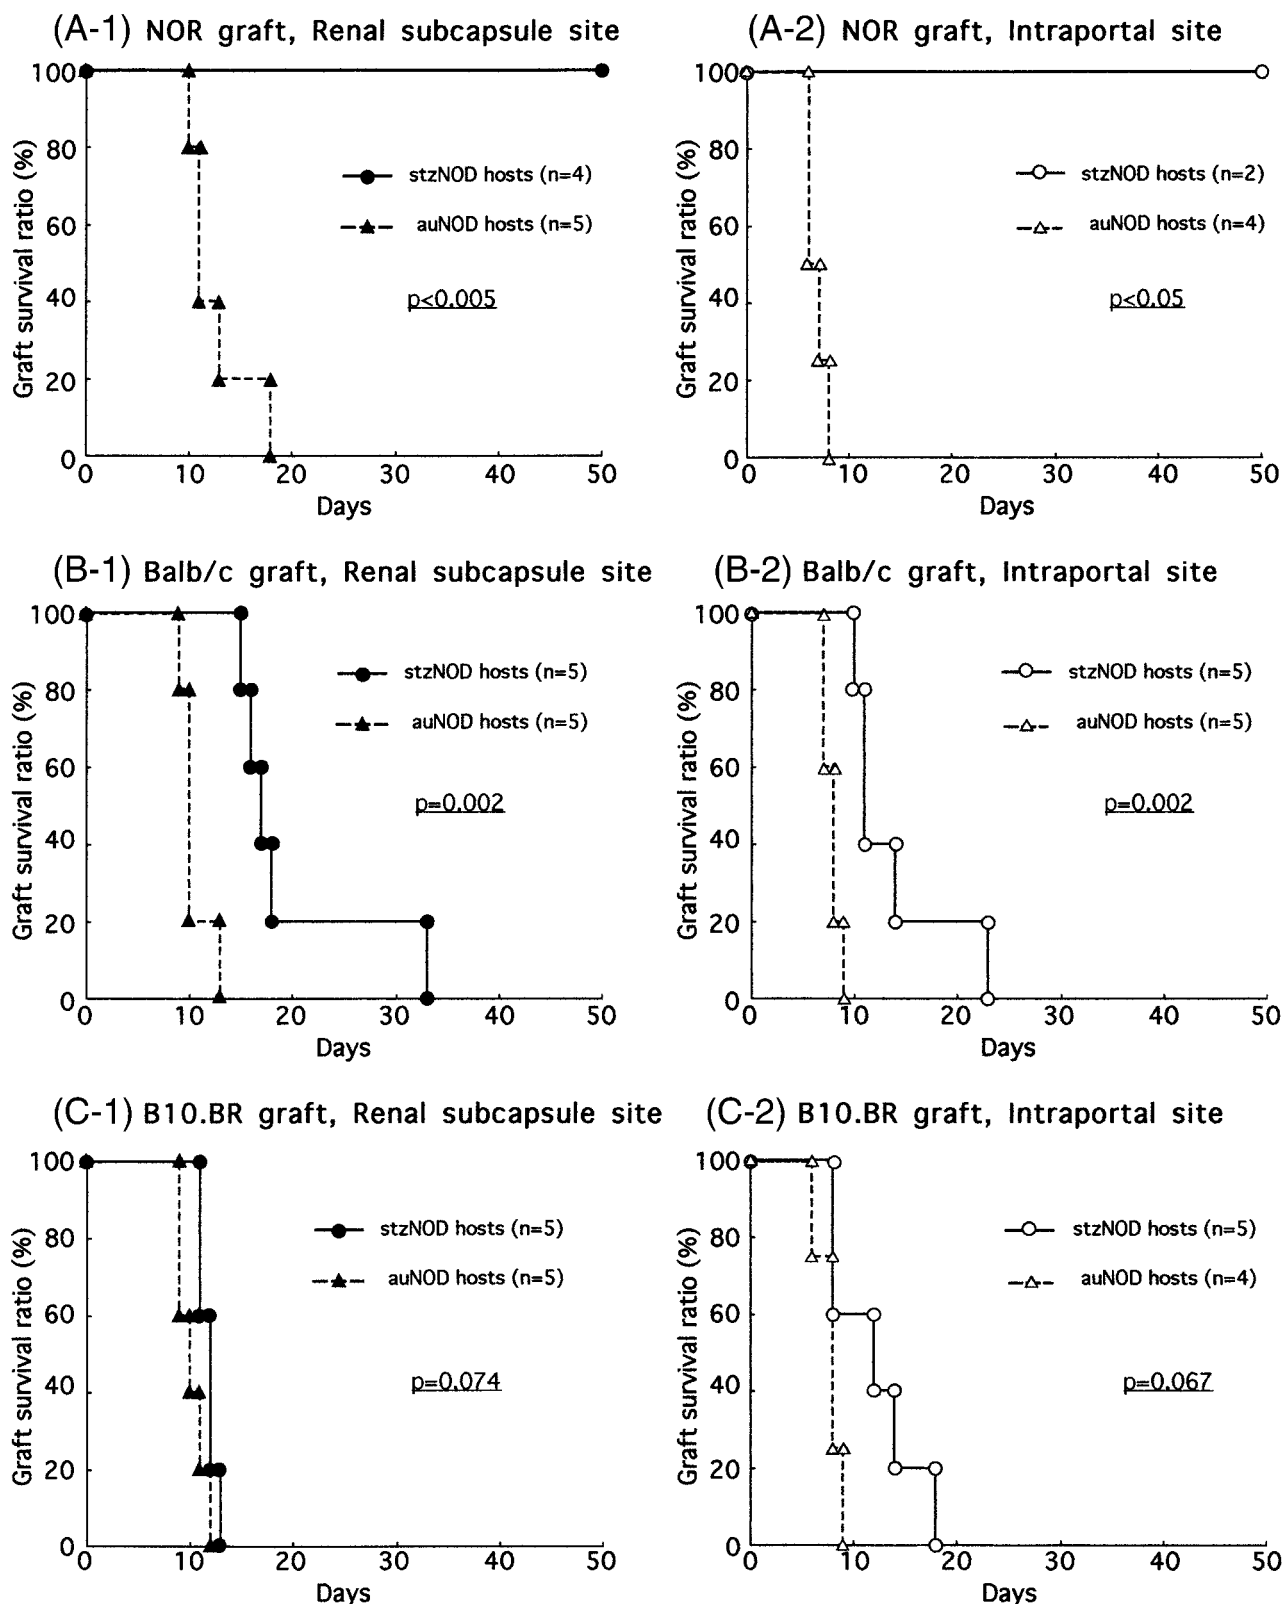 (A-1) NOR graft, Renal subcapsule site
Graft survival ratio (%)
100
80
60
40
20
0
stzNOD hosts (n=4)
auNOD hosts (n=5)
p<0.005
0 10 20 30 40 50
Days
(A-2) NOR graft, Intraportal site
Graft survival ratio (%)
100
80
60
40
20
0
stzNOD hosts (n=2)
auNOD hosts (n=4)
p<0.05
0 10 20 30 40 50
Days
(B-1) Balb/c graft, Renal subcapsule site
Graft survival ratio (%)
100
80
60
40
20
0
stzNOD hosts (n=5)
auNOD hosts (n=5)
p=0.002
0 10 20 30 40 50
Days
(B-2) Balb/c graft, Intraportal site
Graft survival ratio (%)
100
80
60
40
20
0
stzNOD hosts (n=5)
auNOD hosts (n=5)
p=0.002
0 10 20 30 40 50
Days
(C-1) B10.BR graft, Renal subcapsule site
Graft survival ratio (%)
100
80
60
40
20
0
stzNOD hosts (n=5)
auNOD hosts (n=5)
p=0.074
0 10 20 30 40 50
Days
(C-2) B10.BR graft, Intraportal site
Graft survival ratio (%)
100
80
60
40
20
0
stzNOD hosts (n=5)
auNOD hosts (n=4)
p=0.067
0 10 20 30 40 50
Days